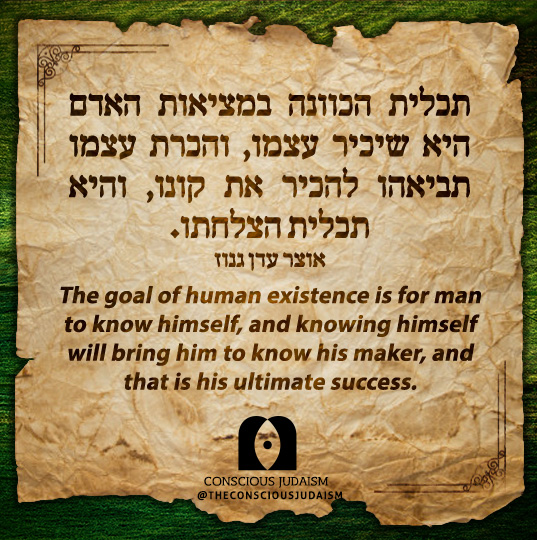 תכלית הכוונה במציאות האדם
היא שיכיר עצמו, והכרת עצמו
תביאהו להכיר את קונו, והיא
תכלית הצלחתו.
אוצר עדן גנוז
The goal of human existence is for man
to know himself, and knowing himself
will bring him to know his maker, and
that is his ultimate success.
CONSCIOUS JUDAISM
@THECONSCIOUSJUDAISM